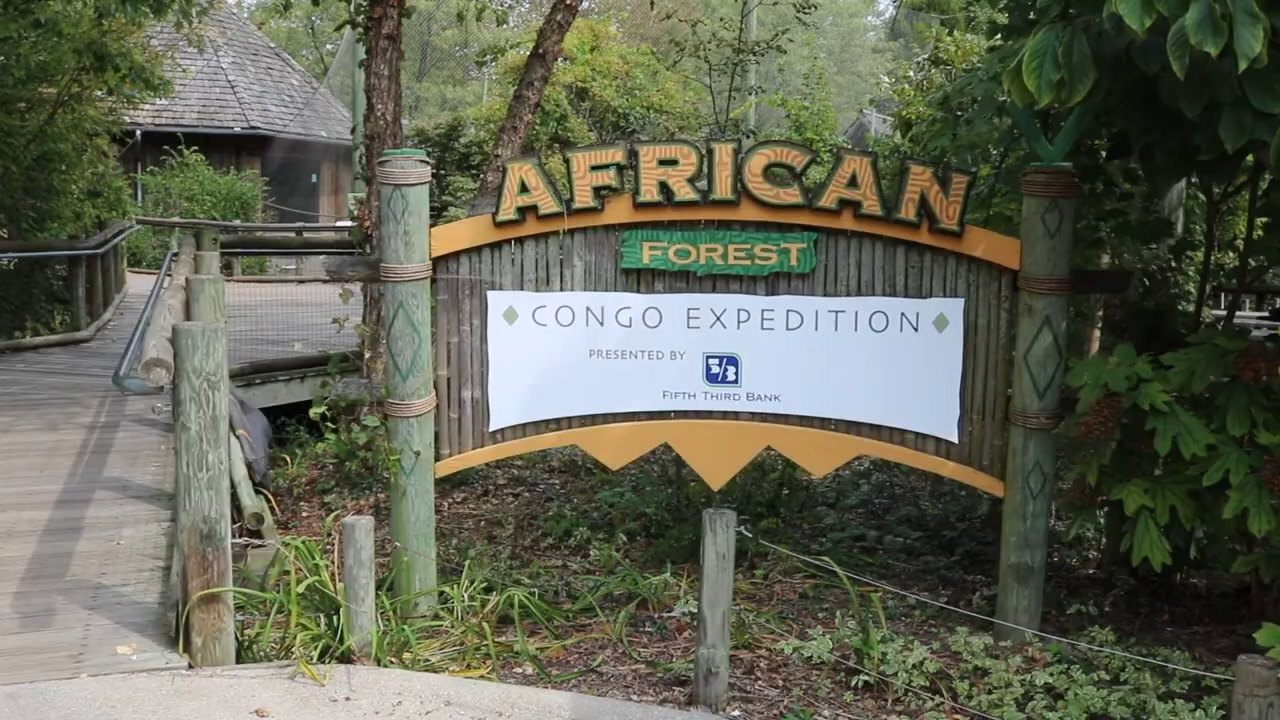 AFRICAN
FOREST
CONGO EXPEDITION
PRESENTED BY
5/3
FIFTH THIRD BANK